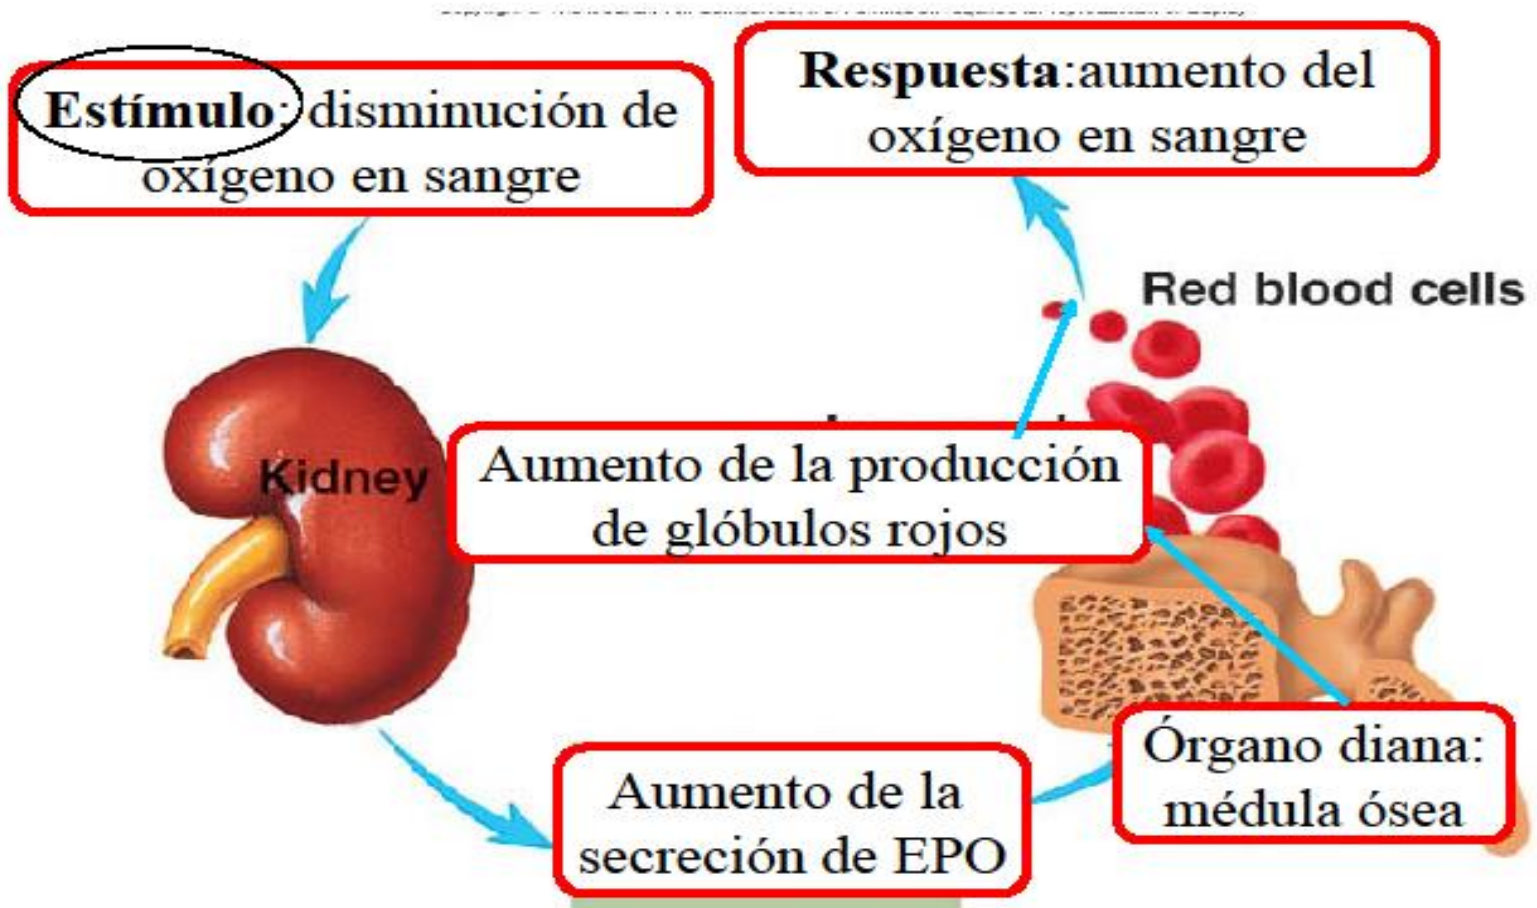 Estímulo: disminución de
oxígeno en sangre
Respuesta:aumento del
oxígeno en sangre
Red blood cells
Kidney
Aumento de la producción
de glóbulos rojos
Órgano diana:
médula ósea
Aumento de la
secreción de EPO